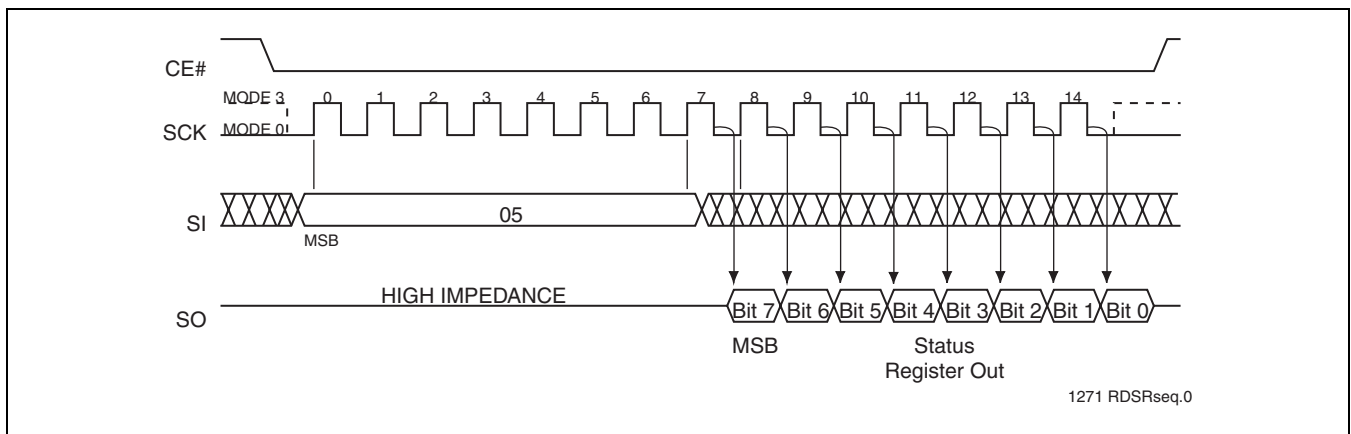 CE#
MODE 3 0 1 2 3 4 5 6 7 8 9 10 11 12 13 14
SCK MODE 0
SI 05
MSB
HIGH IMPEDANCE
SO Bit 7 Bit 6 Bit 5 Bit 4 Bit 3 Bit 2 Bit 1 Bit 0
MSB Status
Register Out
1271 RDSRseq.0